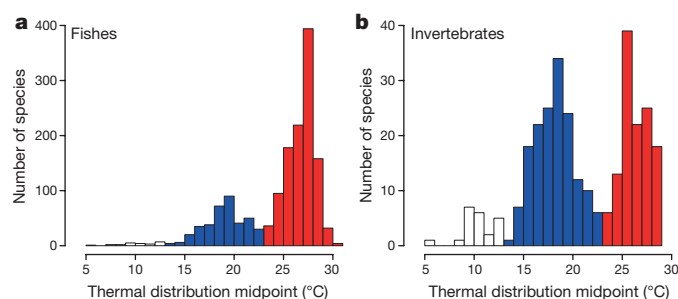 a Fishes
Number of species
400
300
200
100
0
5 10 15 20 25 30
Thermal distribution midpoint (°C)
b Invertebrates
Number of species
40
30
20
10
0
5 10 15 20 25 30
Thermal distribution midpoint (°C)